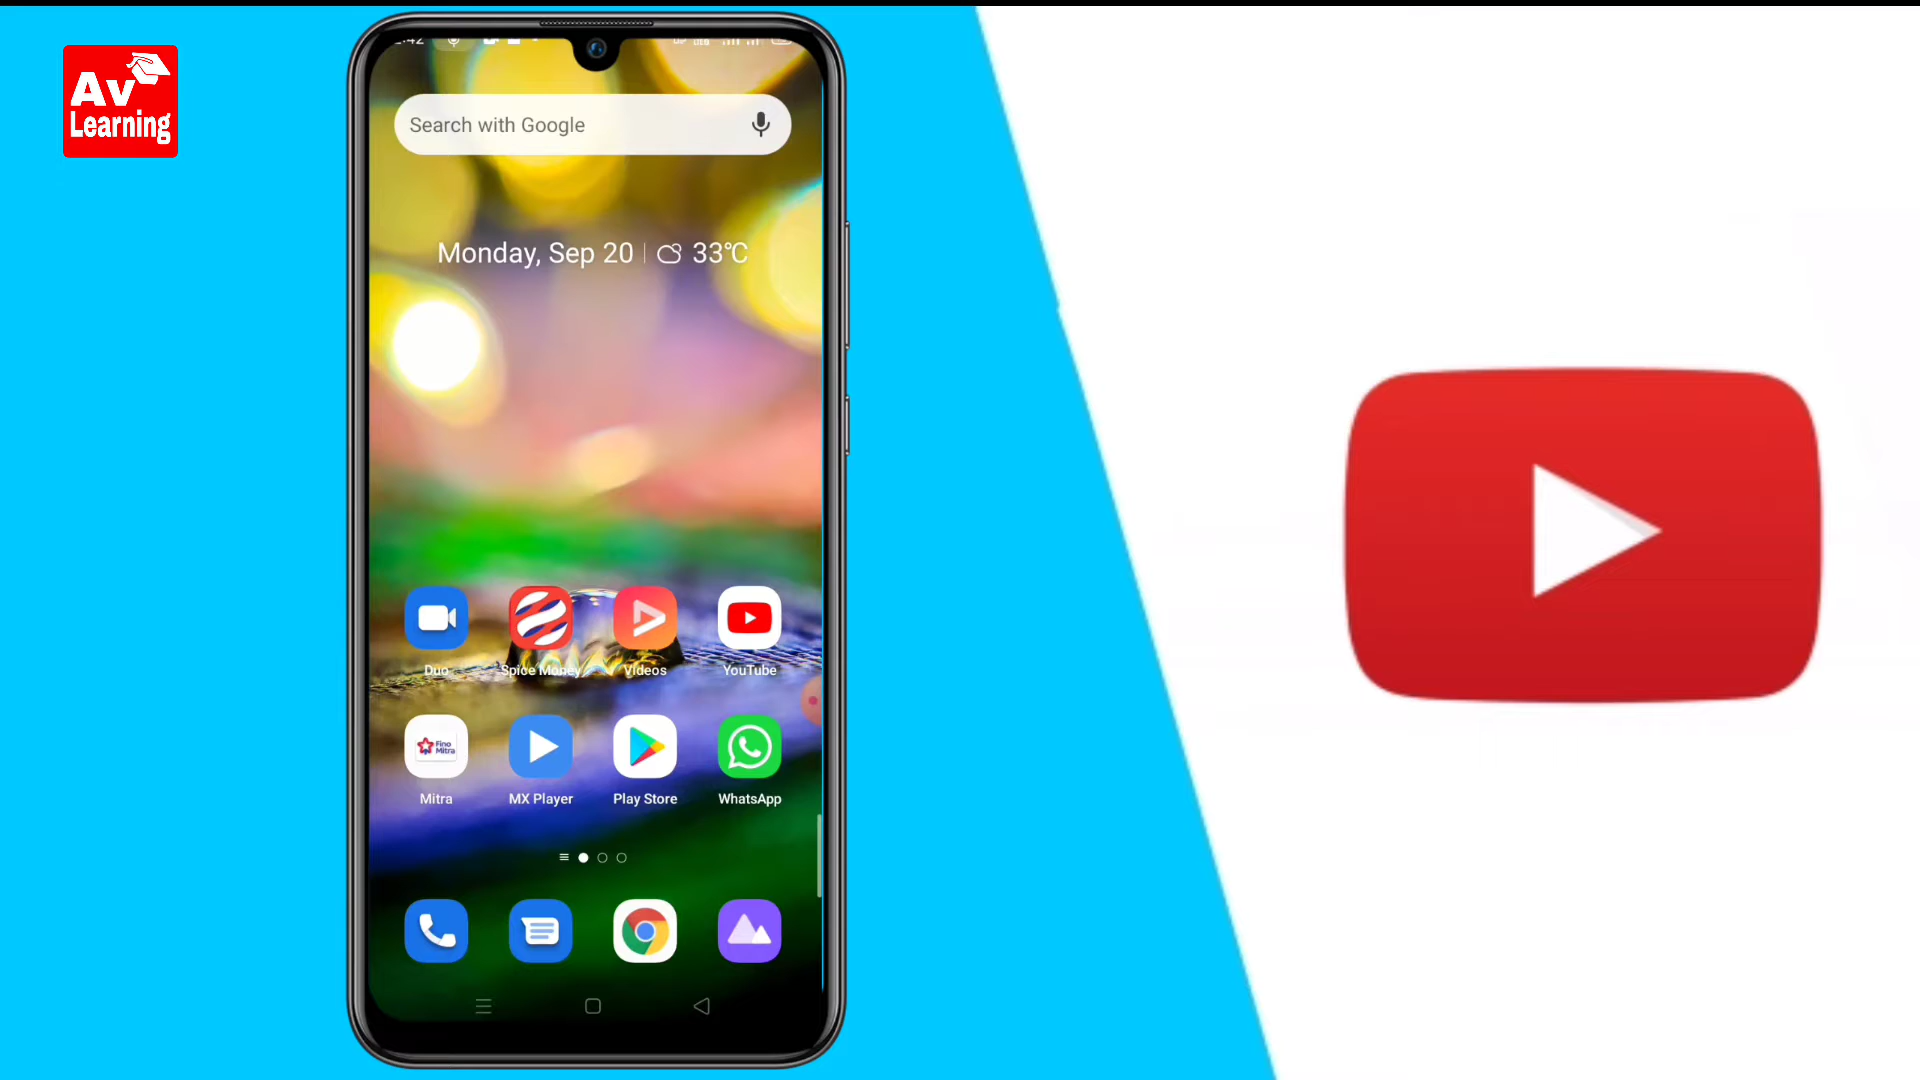 Av
Learning
Search with Google
Monday, Sep 20 33°C
Duo Spice Money Videos YouTube
Fino
Mitra
Mitra MX Player Play Store WhatsApp